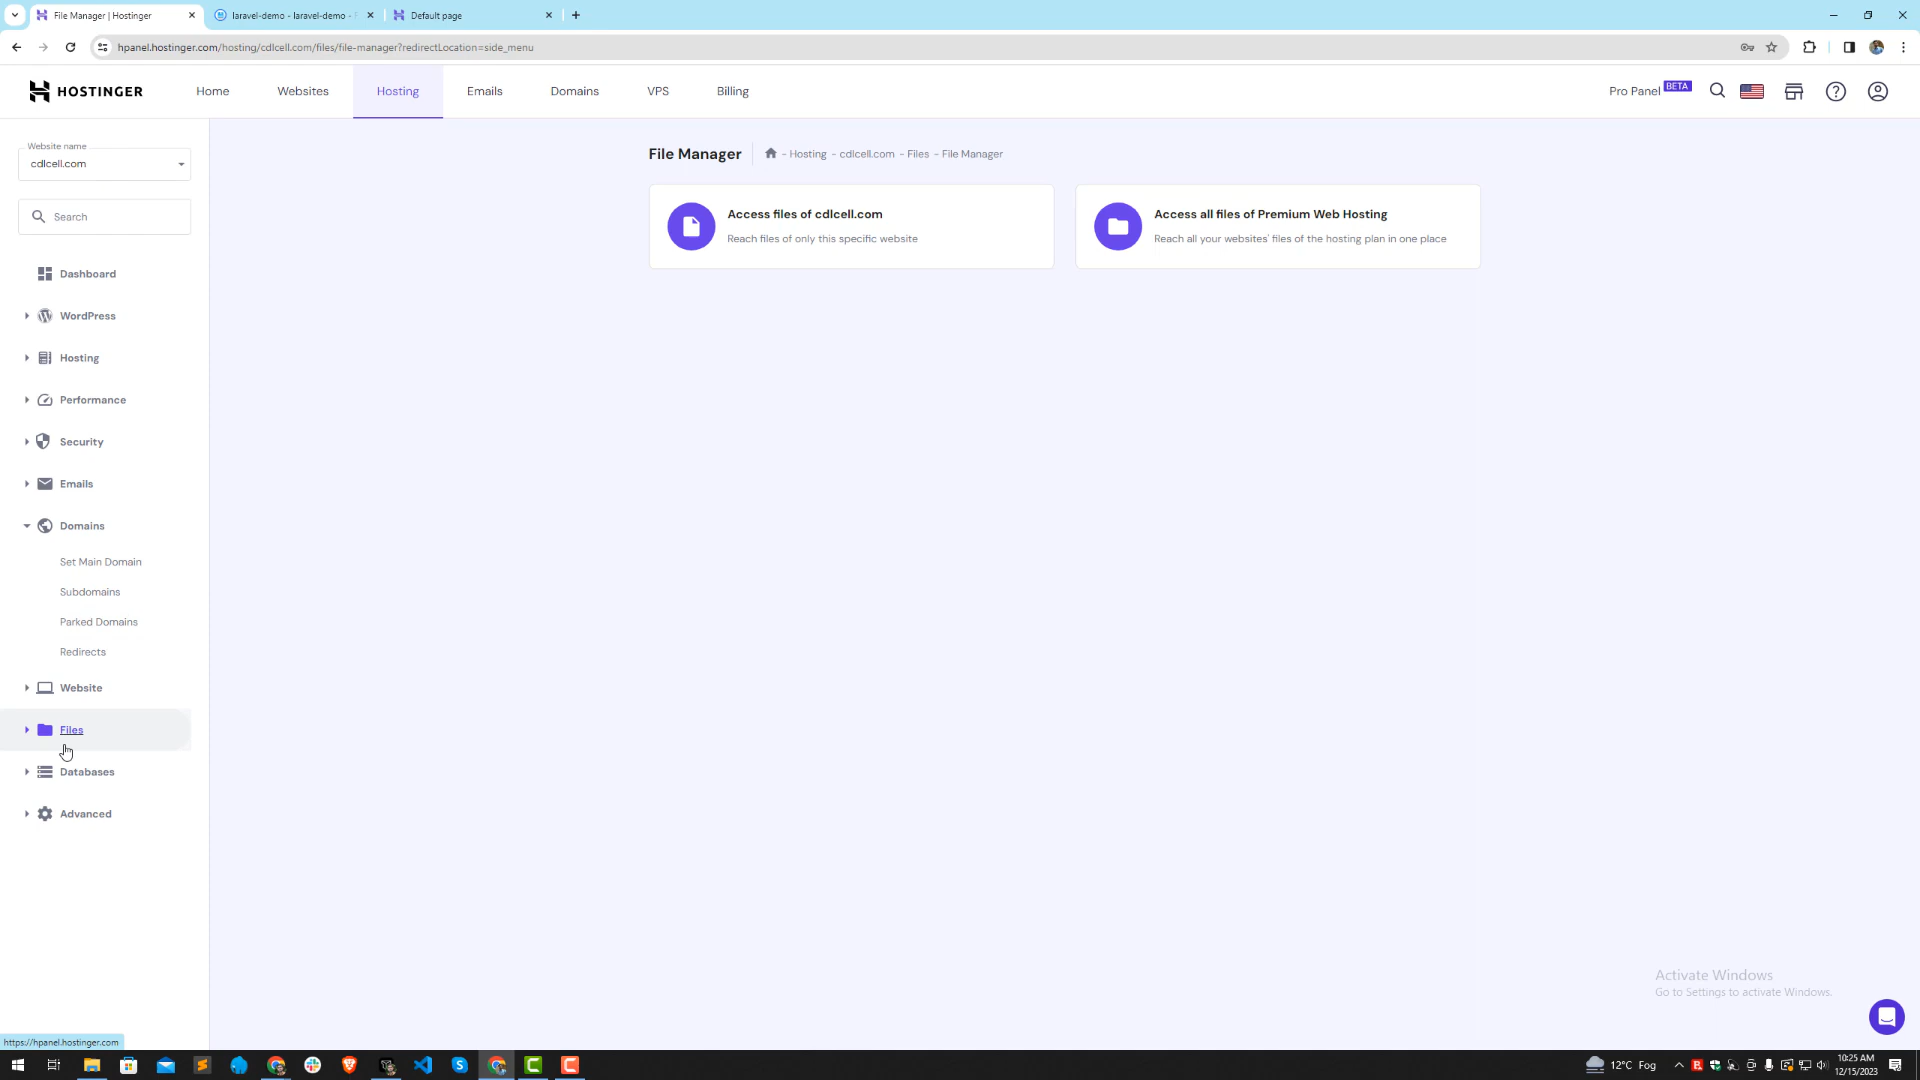 File Manager | Hostinger
laravel-demo - laravel-demo -
Default page
hpanel.hostinger.com/hosting/cdlcell.com/files/file-manager?redirectLocation=side_menu
HOSTINGER
Home
Websites
Hosting
Emails
Domains
VPS
Billing
Pro Panel BETA
Website name
cdlcell.com
Search
Dashboard
WordPress
Hosting
Performance
Security
Emails
Domains
Set Main Domain
Subdomains
Parked Domains
Redirects
Website
Files
Databases
Advanced
File Manager
- Hosting - cdlcell.com - Files - File Manager
Access files of cdlcell.com
Reach files of only this specific website
Access all files of Premium Web Hosting
Reach all your websites' files of the hosting plan in one place
Activate Windows
Go to Settings to activate Windows.
https://hpanel.hostinger.com
12°C Fog
10:25 AM
12/15/2023